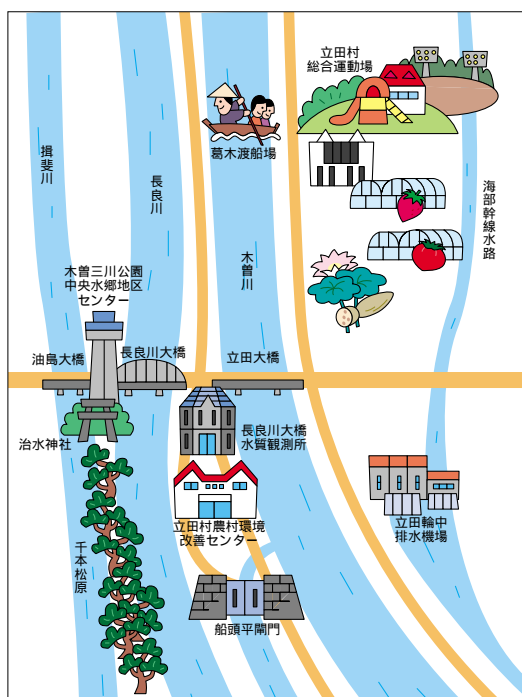 立田村
総合運動場
葛木渡船場
揖斐川
長良川
木曽川
海部幹線水路
木曽三川公園
中央水郷地区
センター
油島大橋
長良川大橋
立田大橋
治水神社
長良川大橋
水質観測所
立田村農村環境
改善センター
立田輪中
排水機場
千本松原
船頭平閘門